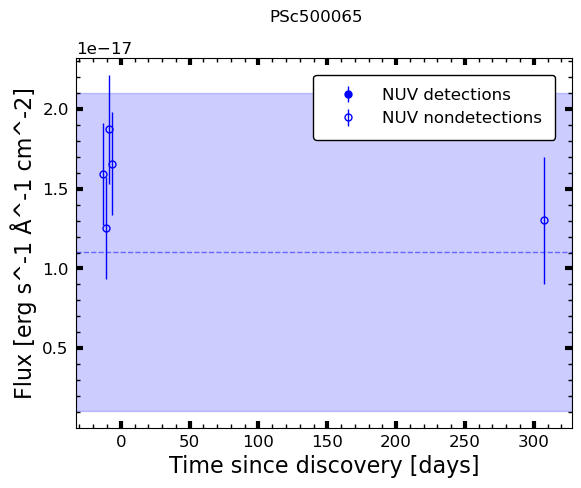 PSc500065
1e−17
NUV detections
NUV nondetections
2.0
1.5
1.0
0.5
Flux [erg s^-1 Å^-1 cm^-2]
0 50 100 150 200 250 300
Time since discovery [days]